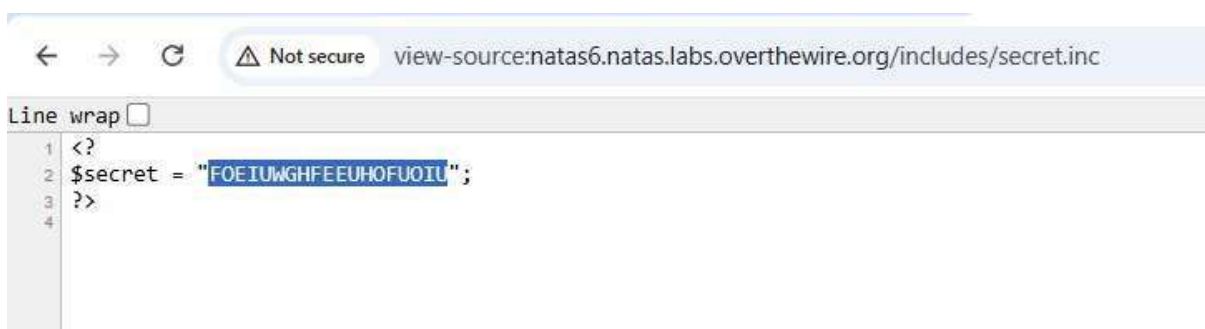 Not secure view-source:natas6.natas.labs.overthewire.org/includes/secret.inc
Line wrap
1 <?
2 $secret = "FOEIUWGHFEEUHOFUOIU";
3 ?>
4